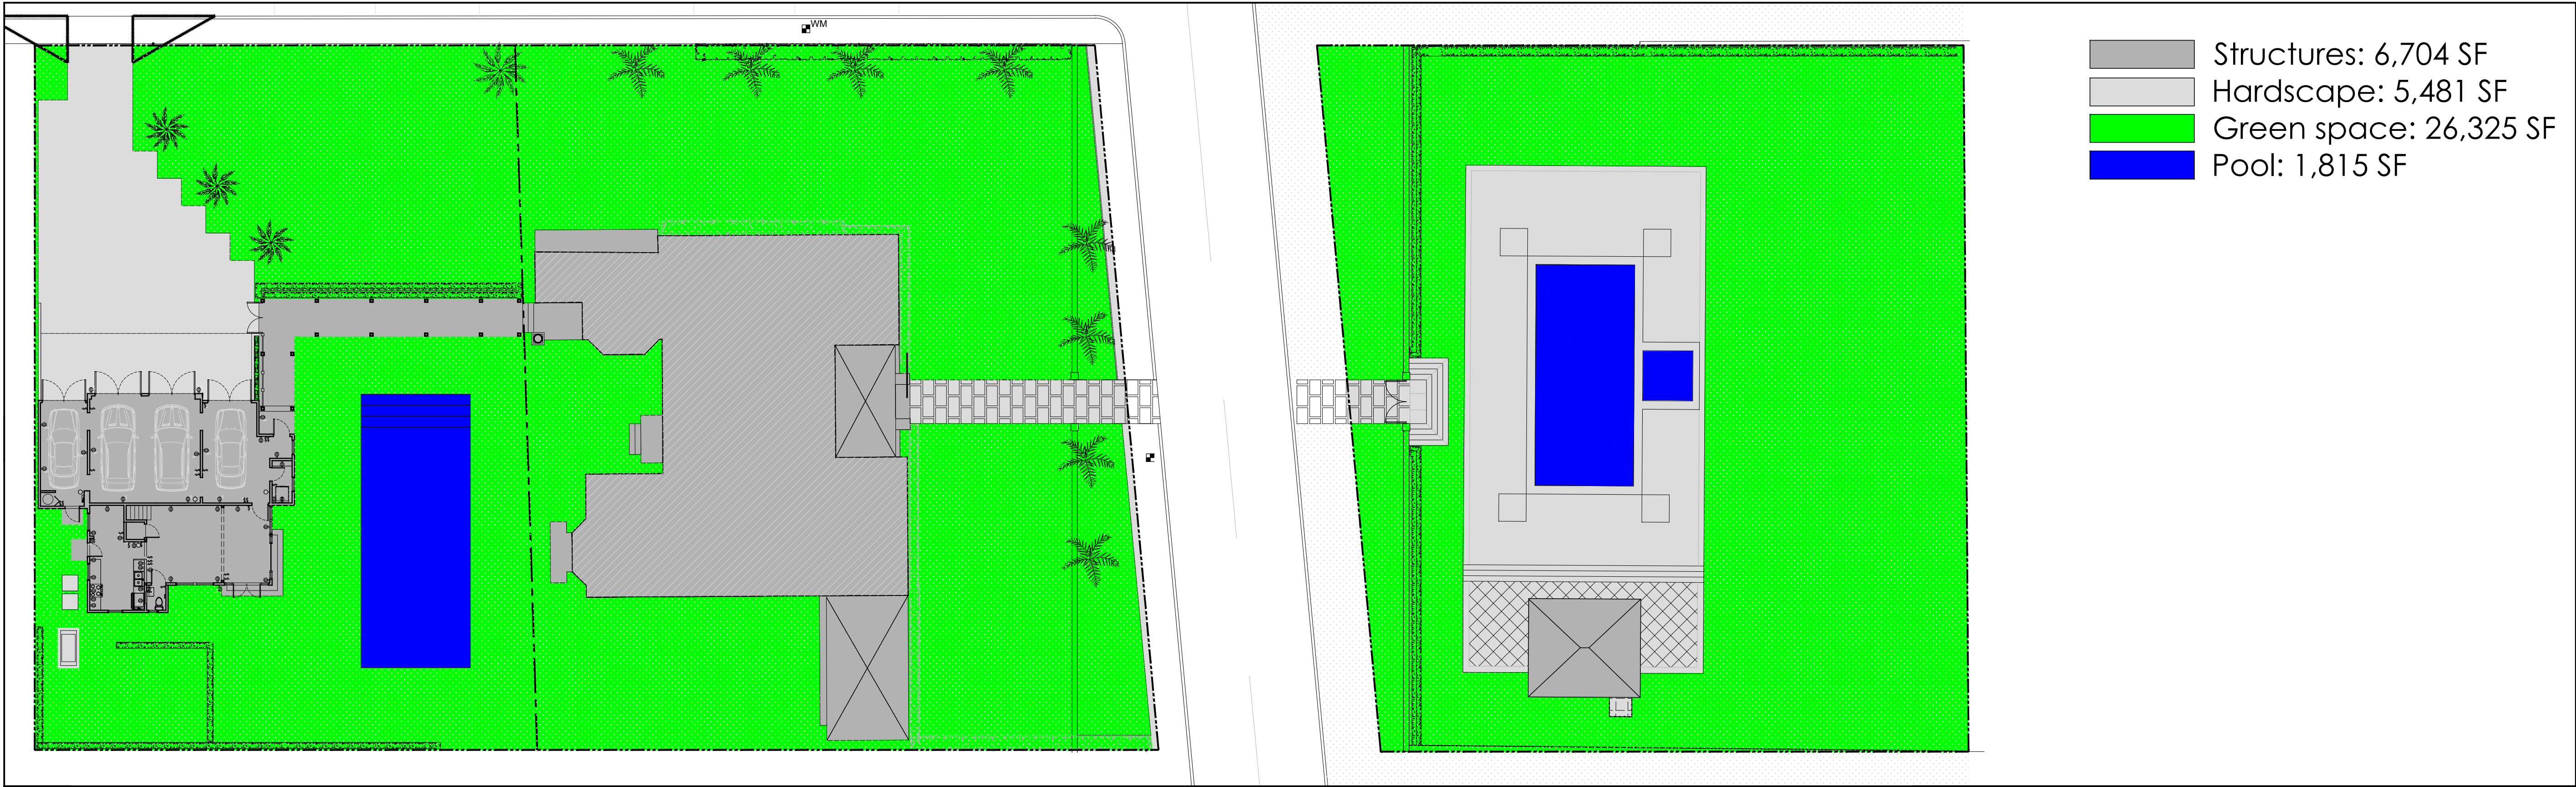 WM
Structures: 6,704 SF
Hardscape: 5,481 SF
Green space: 26,325 SF
Pool: 1,815 SF